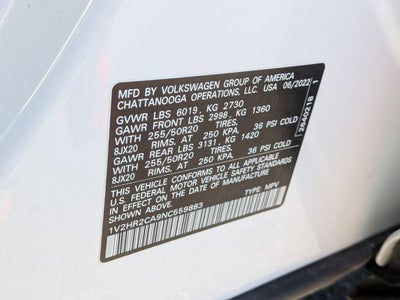 MFD BY VOLKSWAGEN GROUP OF AMERICA
CHATTANOOGA OPERATIONS, LLC. USA 06/2022
GVWR LBS 6019, KG 2730
GAWR FRONT LBS 2998, KG 1360
WITH 255/50R20 TIRES,
8JX20 RIMS, AT 250 KPA, 36 PSI COLD
GAWR REAR LBS 3131, KG 1420
WITH 255/50R20 TIRES,
8JX20 RIMS, AT 250 KPA, 36 PSI COLD
THIS VEHICLE CONFORMS TO ALL APPLICABLE
U.S. FEDERAL MOTOR VEHICLE SAFETY STANDARDS
IN EFFECT ON THE DATE OF MANUFACTURE
SHOWN ABOVE.
1V2HR2CA9NC559883 TYPE: MPV
2640218
1